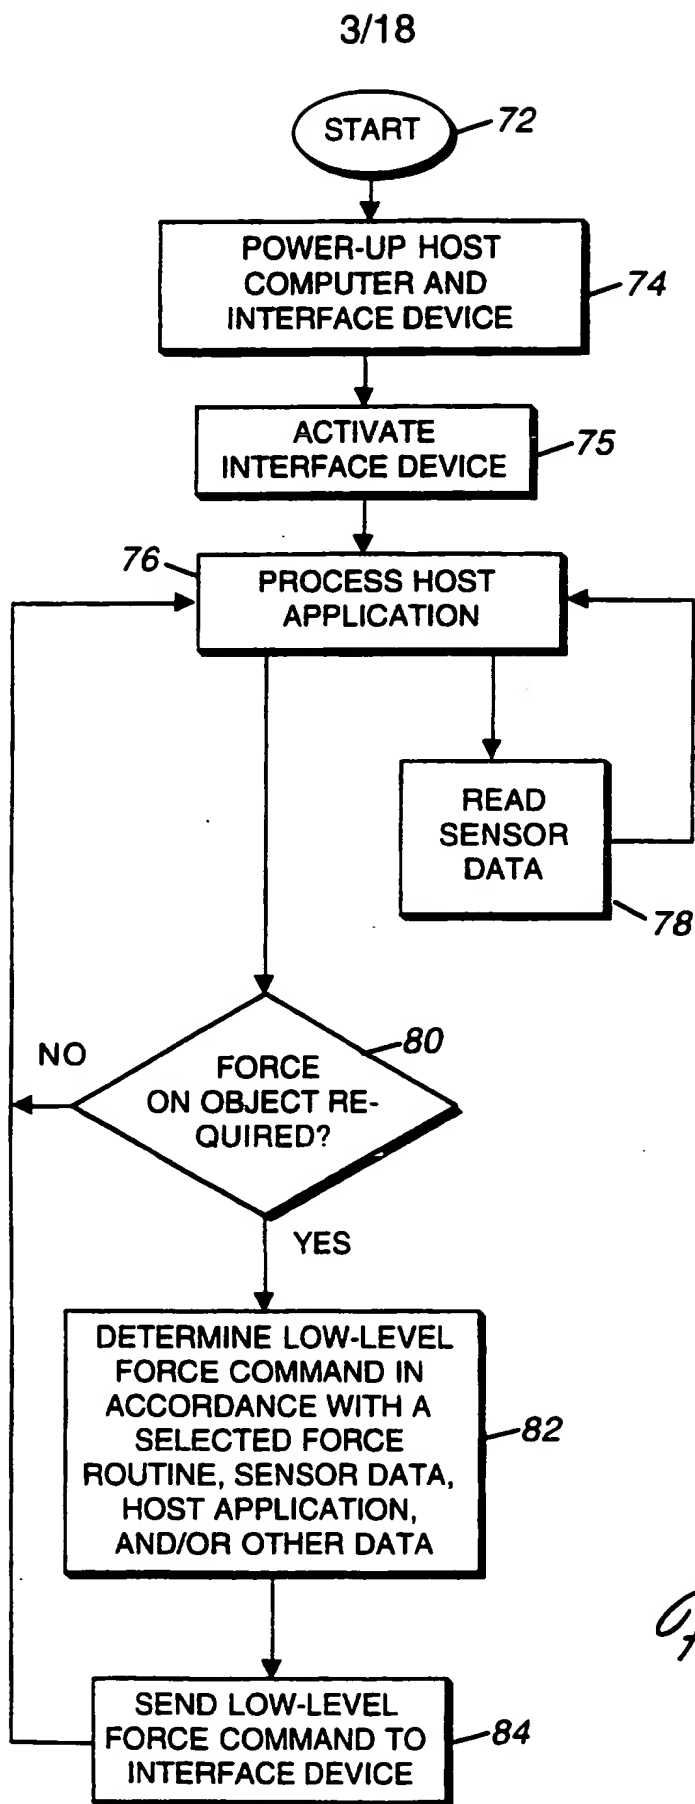 3/18
START
72
POWER-UP HOST
COMPUTER AND
INTERFACE DEVICE
74
ACTIVATE
INTERFACE DEVICE
75
76
PROCESS HOST
APPLICATION
READ
SENSOR
DATA
78
80
NO
FORCE
ON OBJECT RE-
QUIRED?
YES
DETERMINE LOW-LEVEL
FORCE COMMAND IN
ACCORDANCE WITH A
SELECTED FORCE
ROUTINE, SENSOR DATA,
HOST APPLICATION,
AND/OR OTHER DATA
82
SEND LOW-LEVEL
FORCE COMMAND TO
INTERFACE DEVICE
84